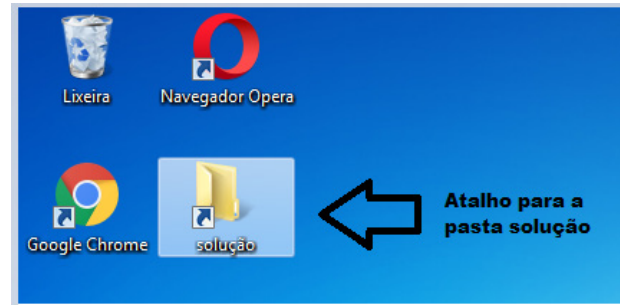 Lixeira
Navegador Opera
Google Chrome
solução
Atalho para a
pasta solução